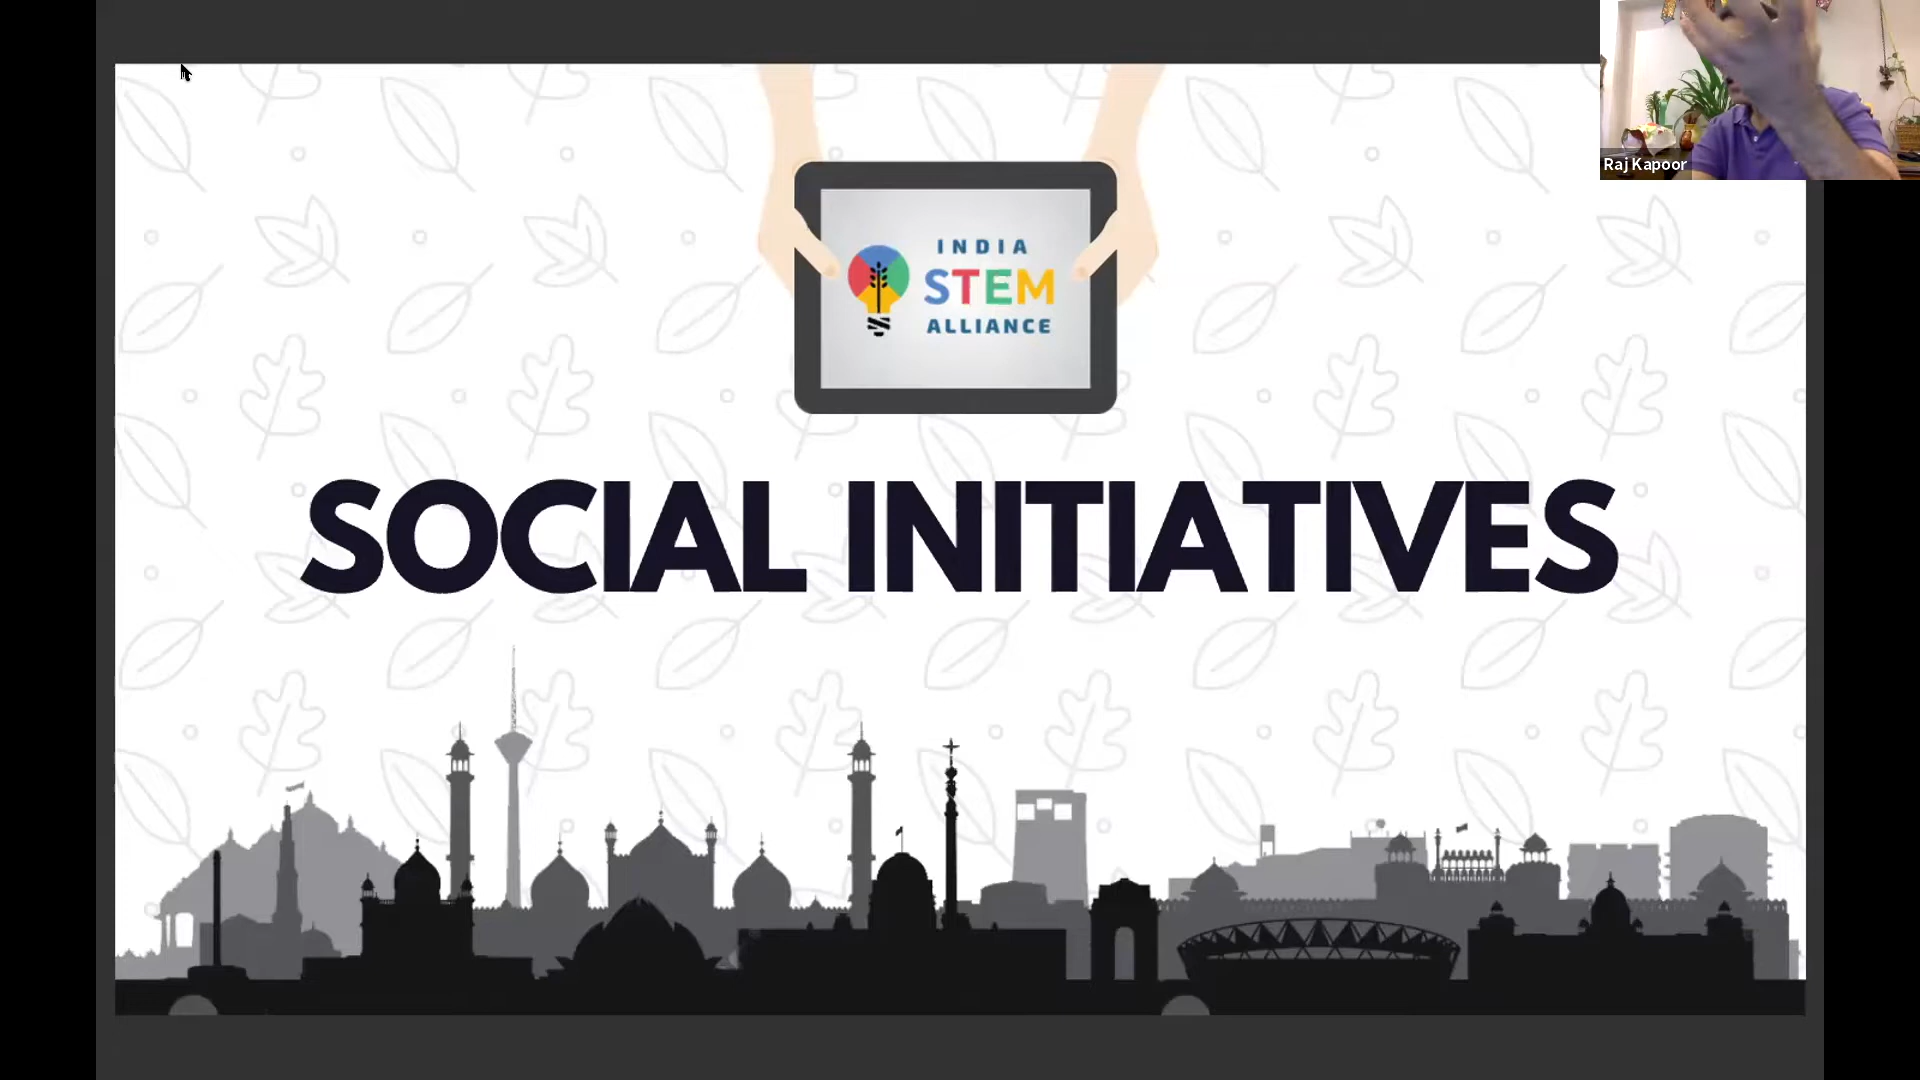 INDIA
STEM
ALLIANCE
Raj Kapoor
SOCIAL INITIATIVES